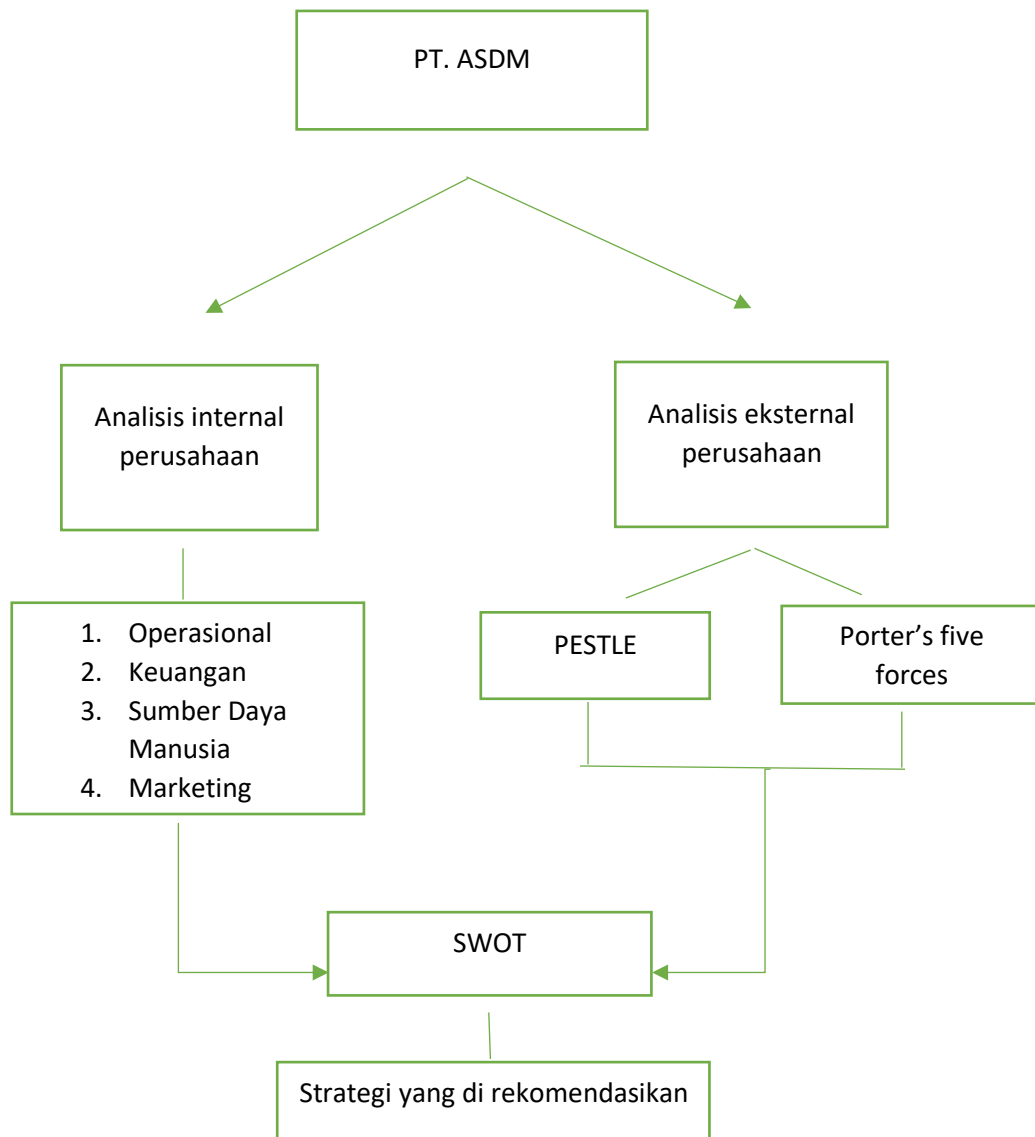 PT. ASDM
Analisis internal
perusahaan
Analisis eksternal
perusahaan
1. Operasional
2. Keuangan
3. Sumber Daya
Manusia
4. Marketing
PESTLE
Porter’s five
forces
SWOT
Strategi yang di rekomendasikan